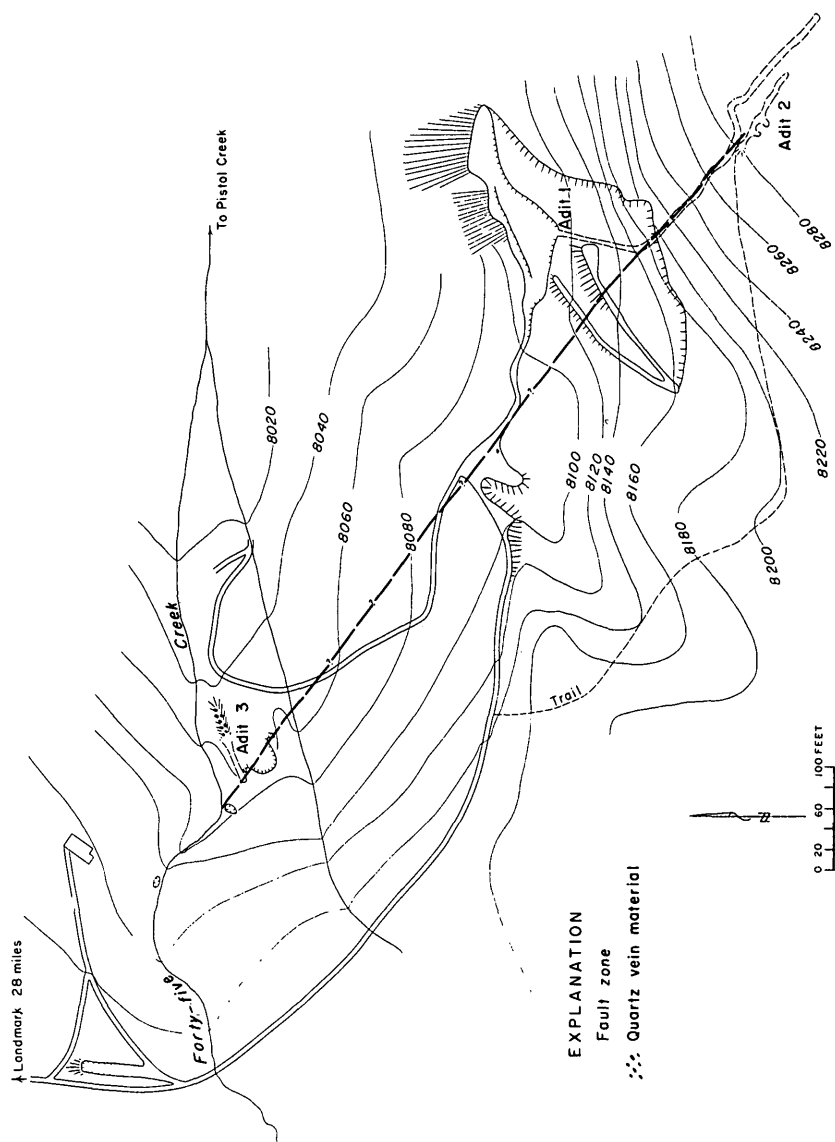 Landmark 28 miles
To Pistol Creek
Forty-five Creek
Adit 3
Adit 1
Adit 2
8020
8040
8060
8080
8100
8120
8140
8160
8180
8200
8220
8240
8260
8280
Trail
?
?
?
?
N
0 20 60 100 FEET
EXPLANATION
Fault zone
Quartz vein material